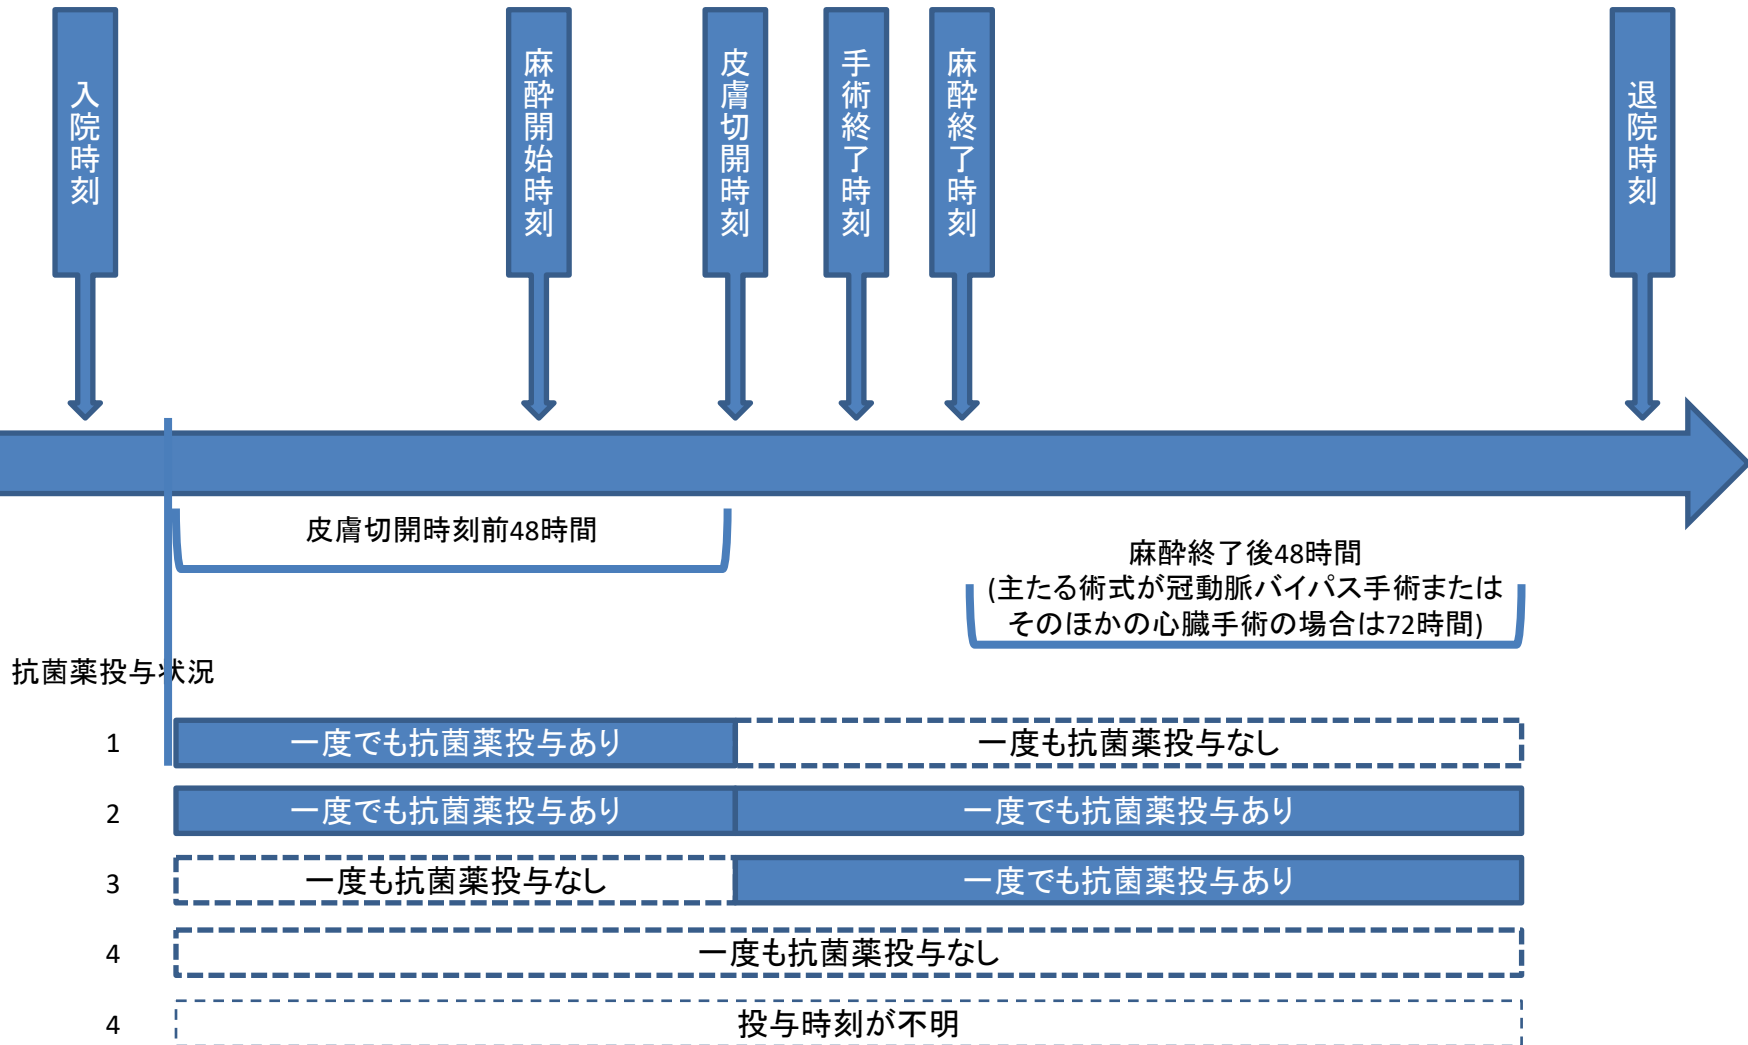 入院時刻
麻酔開始時刻
皮膚切開時刻
手術終了時刻
麻酔終了時刻
退院時刻
皮膚切開時刻前48時間
麻酔終了後48時間
(主たる術式が冠動脈バイパス手術または
そのほかの心臓手術の場合は72時間)
抗菌薬投与状況
1 一度でも抗菌薬投与あり 一度も抗菌薬投与なし
2 一度でも抗菌薬投与あり 一度でも抗菌薬投与あり
3 一度も抗菌薬投与なし 一度でも抗菌薬投与あり
4 一度も抗菌薬投与なし
4 投与時刻が不明